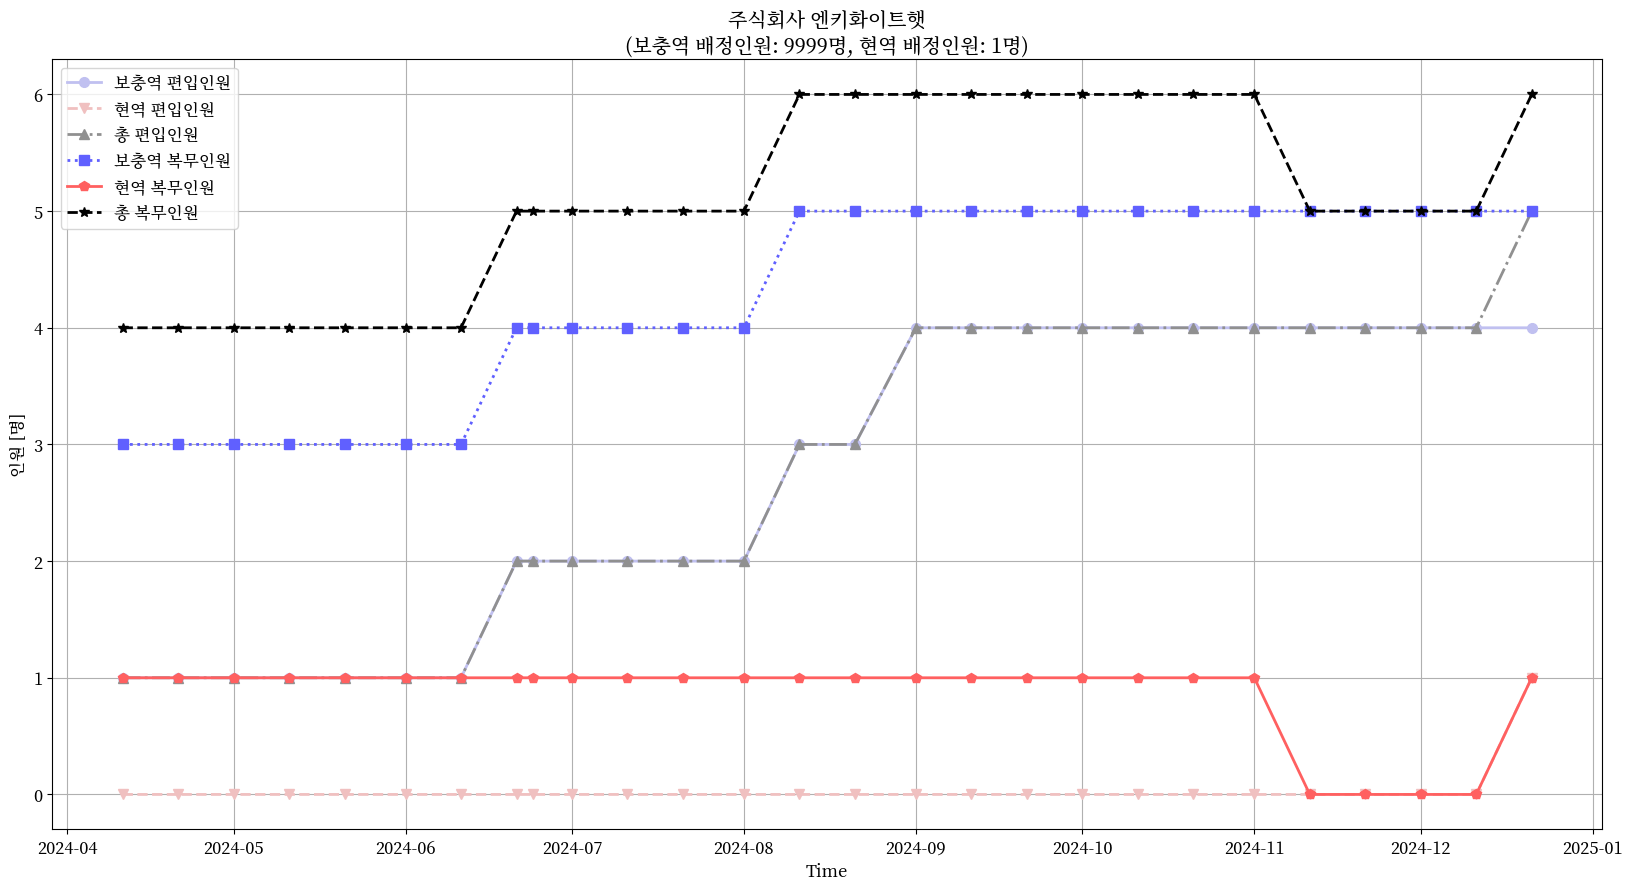 주식회사 엔키화이트햇
(보충역 배정인원: 9999명, 현역 배정인원: 1명)
보충역 편입인원
현역 편입인원
총 편입인원
보충역 복무인원
현역 복무인원
총 복무인원
인원 [명]
6
5
4
3
2
1
0
2024-04
2024-05
2024-06
2024-07
2024-08
2024-09
2024-10
2024-11
2024-12
2025-01
Time